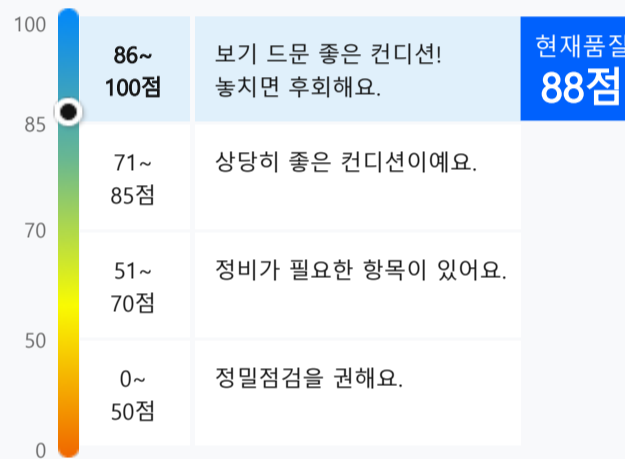 100
86~
100점
보기 드문 좋은 컨디션!
놓치면 후회해요.
현재품질
88점
85
71~
85점
상당히 좋은 컨디션이예요.
70
51~
70점
정비가 필요한 항목이 있어요.
50
0~
50점
정밀점검을 권해요.
0